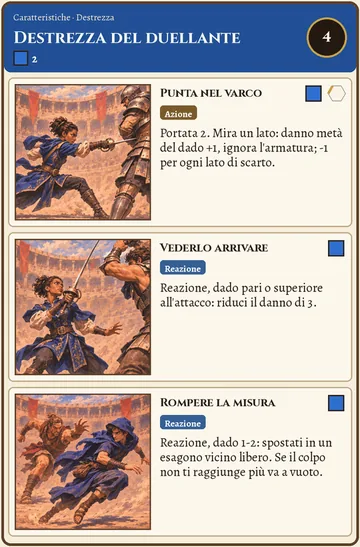 Caratteristiche · Destrezza
Destrezza del duellante
4
2
Punta nel varco
Azione
Portata 2. Mira un lato: danno metà
del dado +1, ignora l'armatura; -1
per ogni lato di scarto.
Vederlo arrivare
Reazione
Reazione, dado pari o superiore
all'attacco: riduci il danno di 3.
Rompere la misura
Reazione
Reazione, dado 1-2: spostati in un
esagono vicino libero. Se il colpo
non ti raggiunge più va a vuoto.